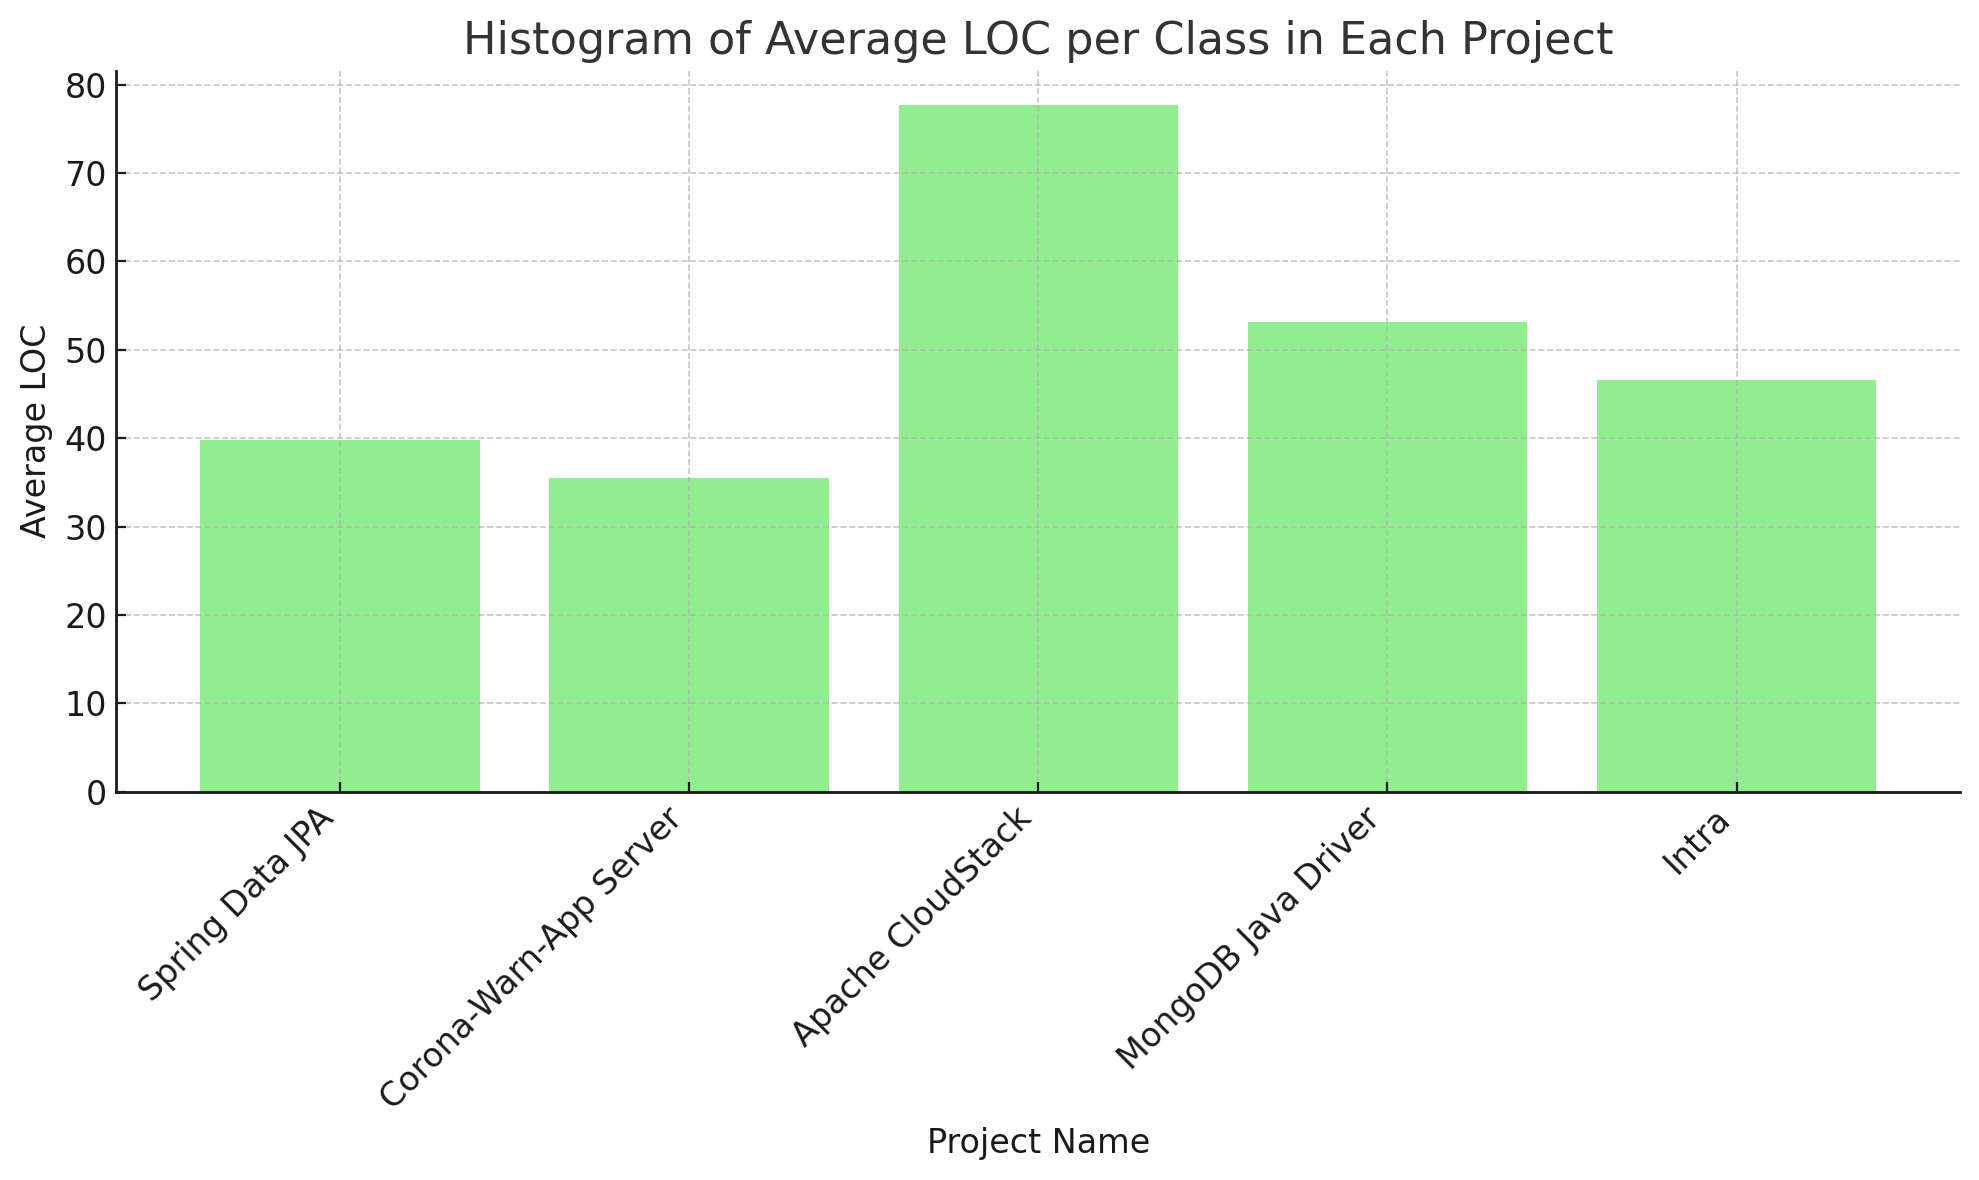 Histogram of Average LOC per Class in Each Project
Average LOC
80
70
60
50
40
30
20
10
0
Spring Data JPA
Corona-Warn-App Server
Apache CloudStack
MongoDB Java Driver
Intra
Project Name